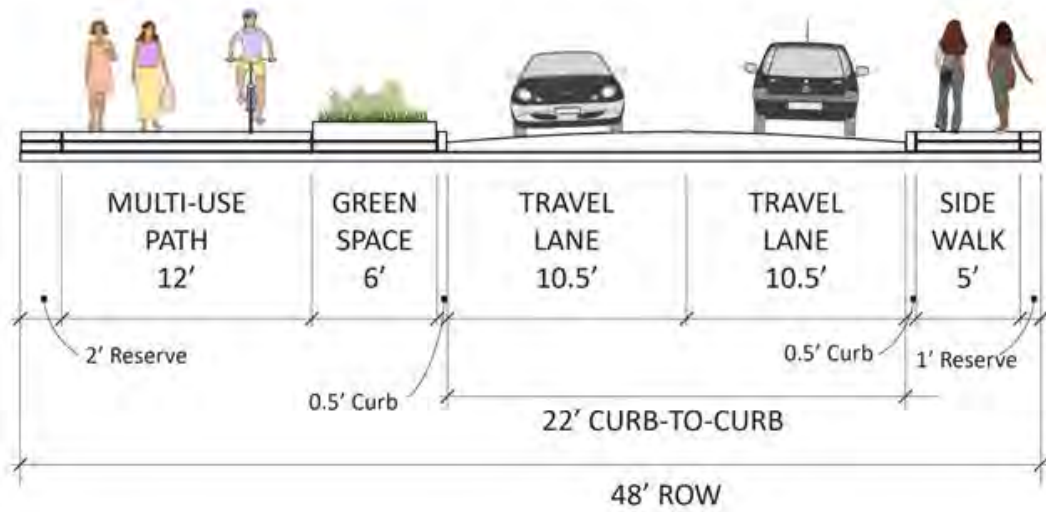 MULTI-USE
PATH
12'
GREEN
SPACE
6'
TRAVEL
LANE
10.5'
TRAVEL
LANE
10.5'
SIDE
WALK
5'
2' Reserve
0.5' Curb
0.5' Curb
1' Reserve
22' CURB-TO-CURB
48' ROW